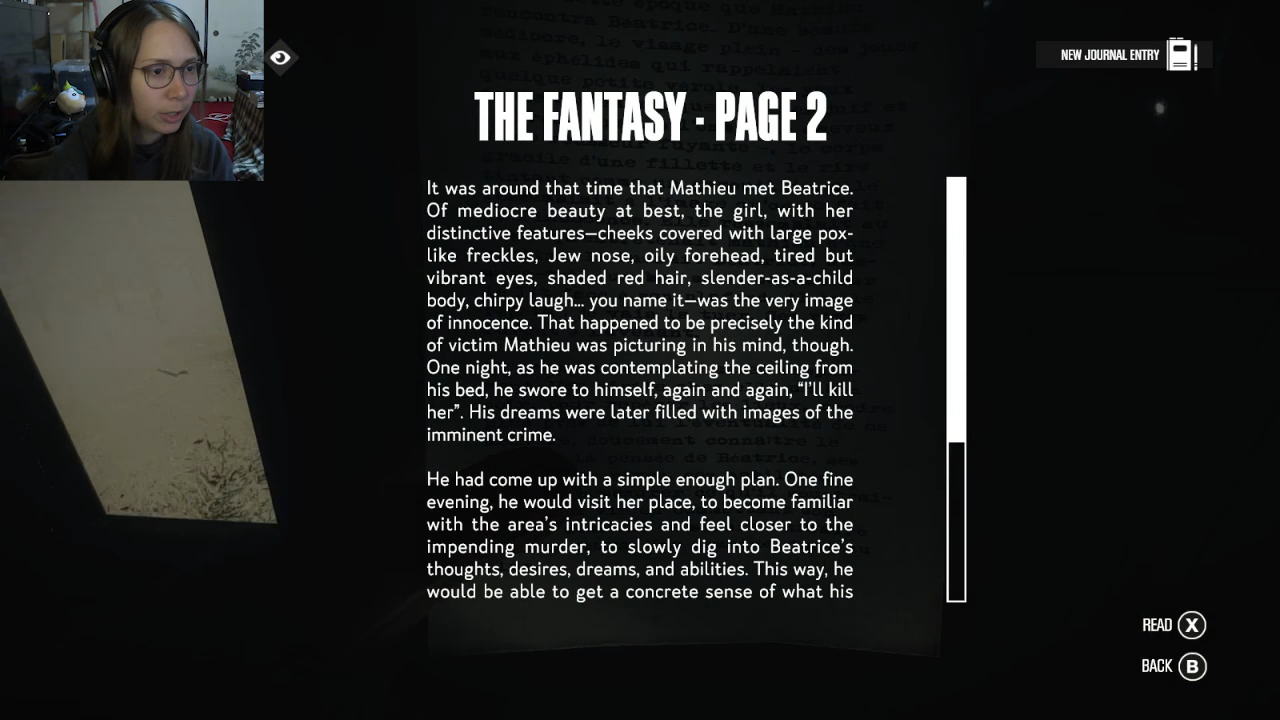 NEW JOURNAL ENTRY
THE FANTASY - PAGE 2
It was around that time that Mathieu met Beatrice.
Of mediocre beauty at best, the girl, with her
distinctive features—cheeks covered with large pox-
like freckles, Jew nose, oily forehead, tired but
vibrant eyes, shaded red hair, slender-as-a-child
body, chirpy laugh... you name it—was the very image
of innocence. That happened to be precisely the kind
of victim Mathieu was picturing in his mind, though.
One night, as he was contemplating the ceiling from
his bed, he swore to himself, again and again, “I’ll kill
her”. His dreams were later filled with images of the
imminent crime.
He had come up with a simple enough plan. One fine
evening, he would visit her place, to become familiar
with the area’s intricacies and feel closer to the
impending murder, to slowly dig into Beatrice’s
thoughts, desires, dreams, and abilities. This way, he
would be able to get a concrete sense of what his
READ X
BACK B